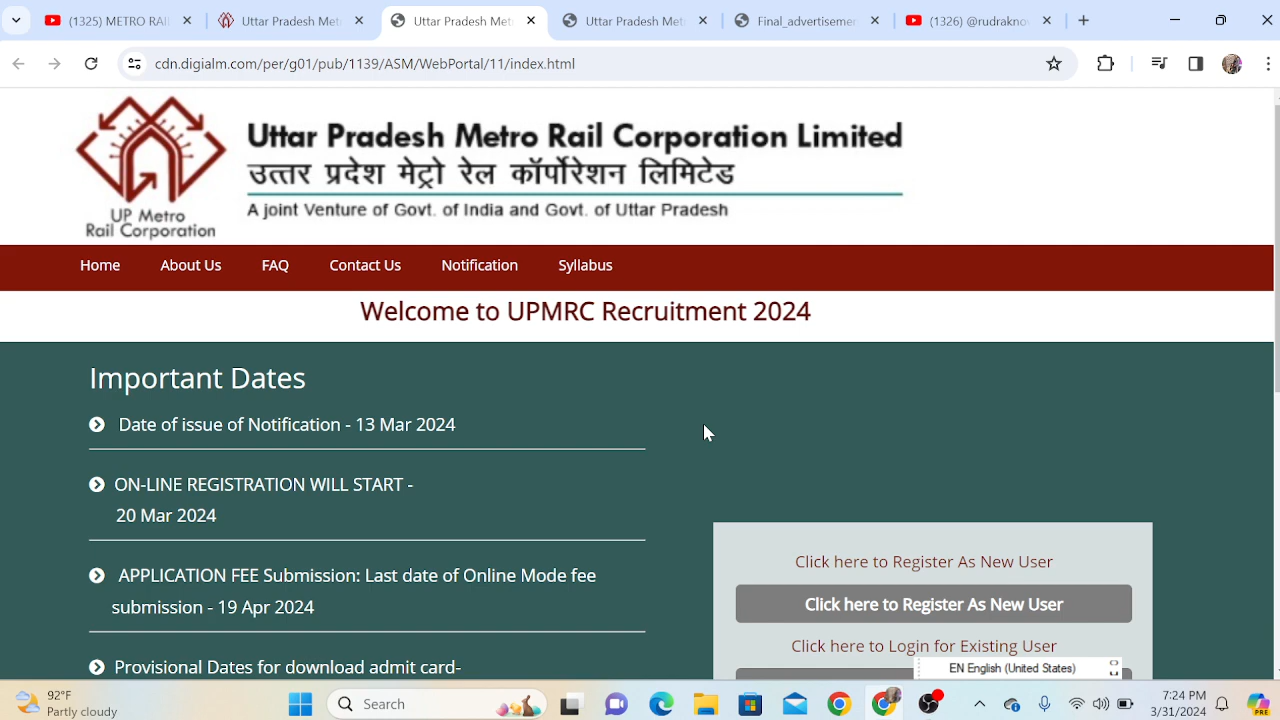 (1325) METRO RAI
Uttar Pradesh Met
Uttar Pradesh Met
Uttar Pradesh Met
Final_advertiseme
(1326) @rudrakno
cdn.digialm.com/per/g01/pub/1139/ASM/WebPortal/11/index.html
Uttar Pradesh Metro Rail Corporation Limited
उत्तर प्रदेश मेट्रो रेल कॉर्पोरेशन लिमिटेड
A joint Venture of Govt. of India and Govt. of Uttar Pradesh
UP Metro
Rail Corporation
Home About Us FAQ Contact Us Notification Syllabus
Welcome to UPMRC Recruitment 2024
Important Dates
Date of issue of Notification - 13 Mar 2024
ON-LINE REGISTRATION WILL START -
20 Mar 2024
APPLICATION FEE Submission: Last date of Online Mode fee
submission - 19 Apr 2024
Provisional Dates for download admit card-
Click here to Register As New User
Click here to Register As New User
Click here to Login for Existing User
EN English (United States)
92°F
Partly cloudy
Search
7:24 PM
3/31/2024
PRE